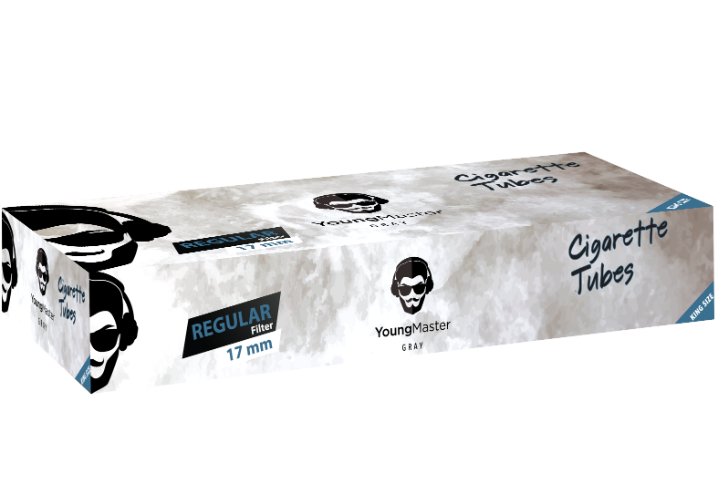 Cigarette
Tubes
YoungMaster
GRAY
REGULAR
Filter
17 mm
Cigarette
Tubes
YoungMaster
GRAY
Cigarette
Tubes
REGULAR
Filter
17 mm
YoungMaster
GRAY
KING SIZE